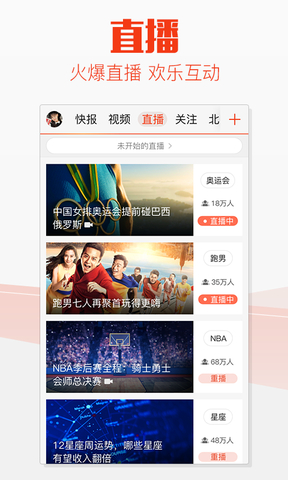 直播
火爆直播 欢乐互动
快报 视频 直播 关注 北
未开始的直播
中国女排奥运会提前碰巴西
俄罗斯
奥运会
18万人
直播中
跑男七人再聚首玩得更嗨
跑男
35万人
直播中
NBA季后赛全程：骑士勇士
会师总决赛
NBA
68万人
重播
12星座周运势，哪些星座
有望收入翻倍
星座
48万人
重播